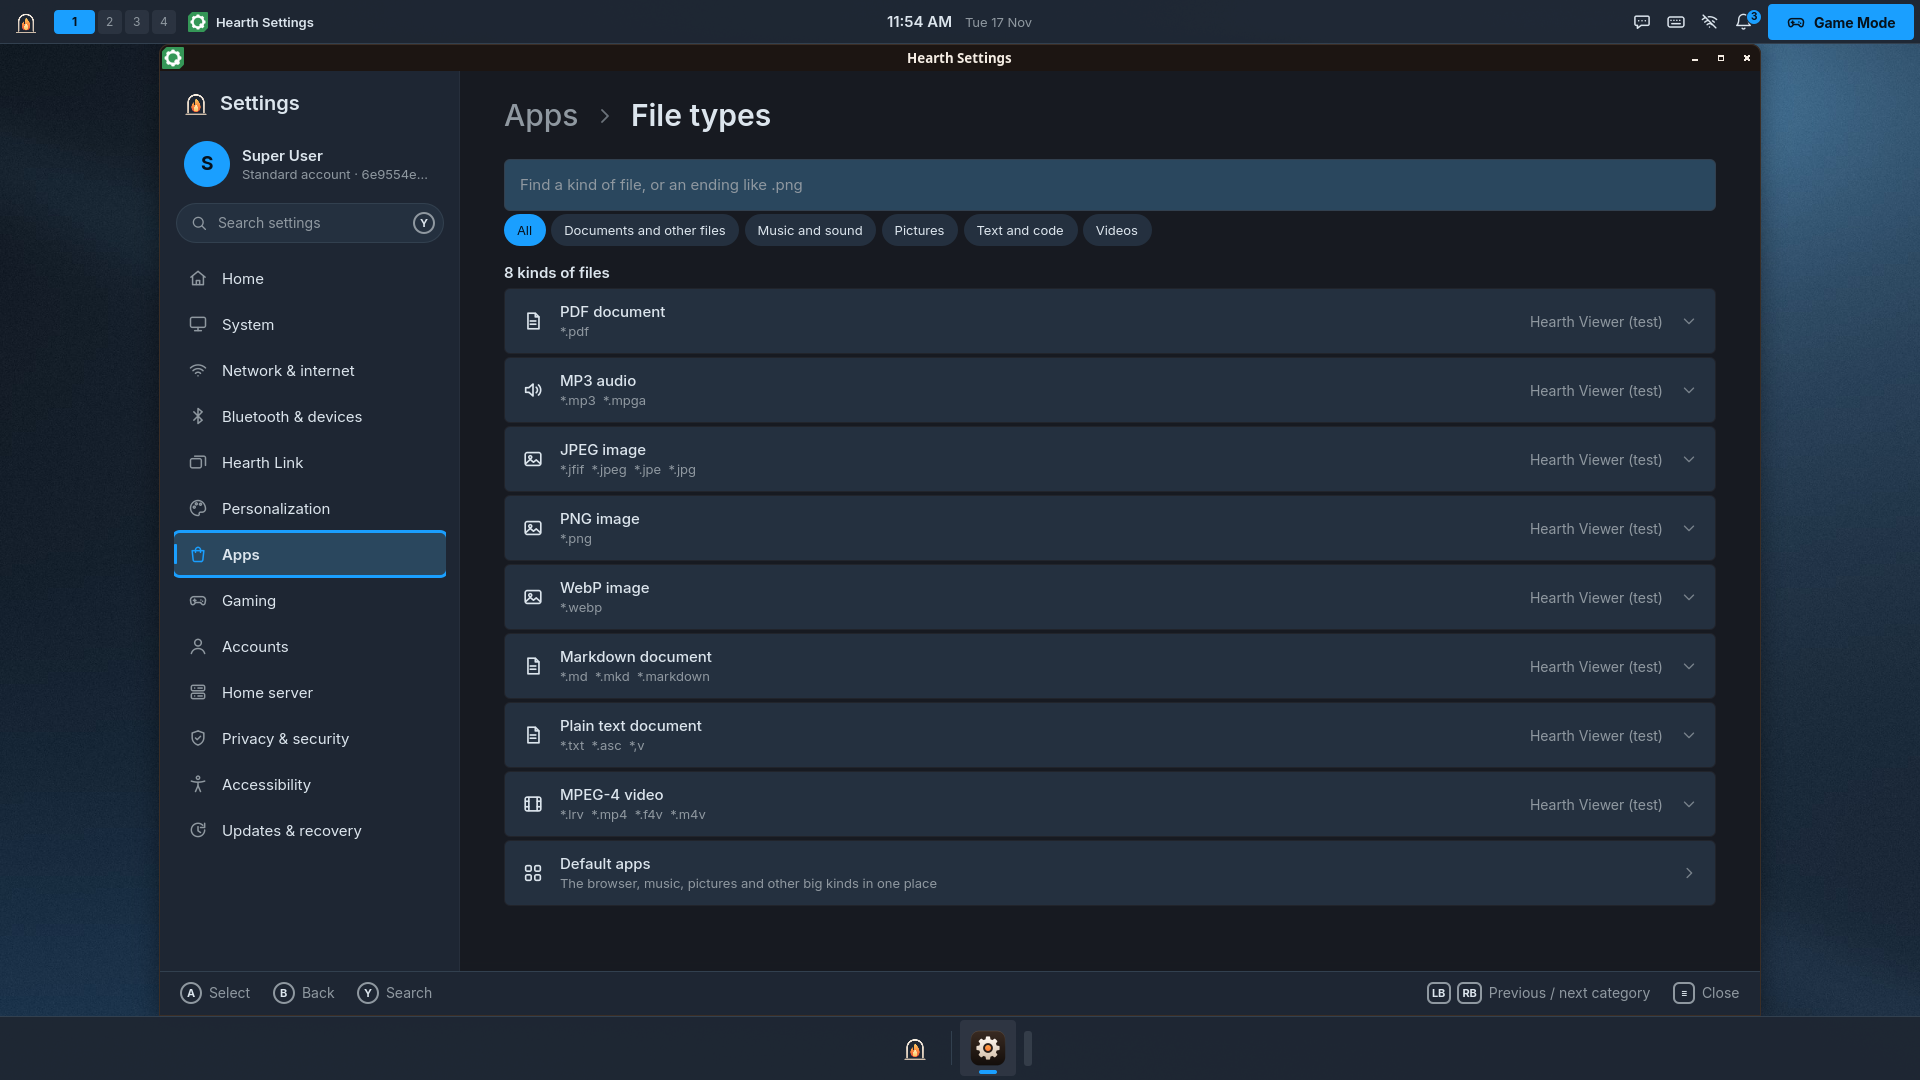 1 2 3 4 Hearth Settings
11:54 AM Tue 17 Nov
3
Game Mode
Hearth Settings
Settings
S
Super User
Standard account · 6e9554e...
Search settings Y
Home
System
Network & internet
Bluetooth & devices
Hearth Link
Personalization
Apps
Gaming
Accounts
Home server
Privacy & security
Accessibility
Updates & recovery
Apps > File types
Find a kind of file, or an ending like .png
All Documents and other files Music and sound Pictures Text and code Videos
8 kinds of files
PDF document
*.pdf
Hearth Viewer (test)
MP3 audio
*.mp3 *.mpga
Hearth Viewer (test)
JPEG image
*.jfif *.jpeg *.jpe *.jpg
Hearth Viewer (test)
PNG image
*.png
Hearth Viewer (test)
WebP image
*.webp
Hearth Viewer (test)
Markdown document
*.md *.mkd *.markdown
Hearth Viewer (test)
Plain text document
*.txt *.asc *,v
Hearth Viewer (test)
MPEG-4 video
*.lrv *.mp4 *.f4v *.m4v
Hearth Viewer (test)
Default apps
The browser, music, pictures and other big kinds in one place
A Select B Back Y Search
LB RB Previous / next category Close